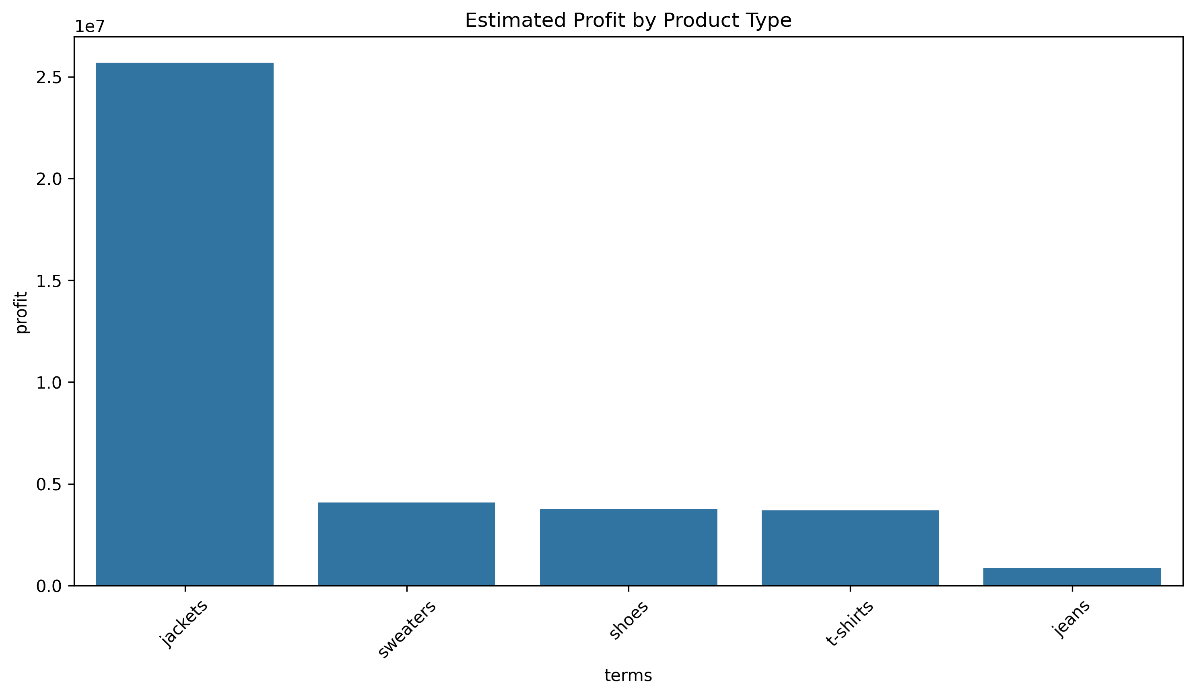 Estimated Profit by Product Type
1e7
2.5
2.0
1.5
1.0
0.5
0.0
profit
jackets
sweaters
shoes
t-shirts
jeans
terms